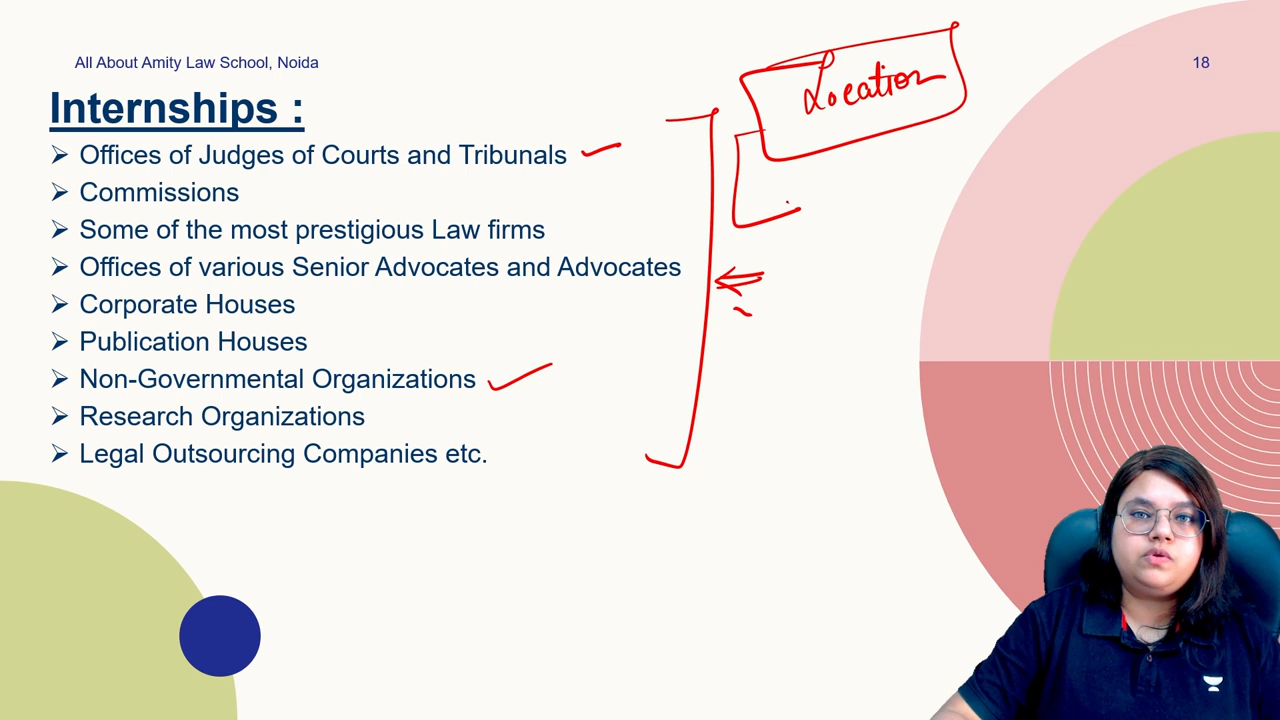 All About Amity Law School, Noida
18
Location
Internships :
Offices of Judges of Courts and Tribunals
Commissions
Some of the most prestigious Law firms
Offices of various Senior Advocates and Advocates
Corporate Houses
Publication Houses
Non-Governmental Organizations
Research Organizations
Legal Outsourcing Companies etc.